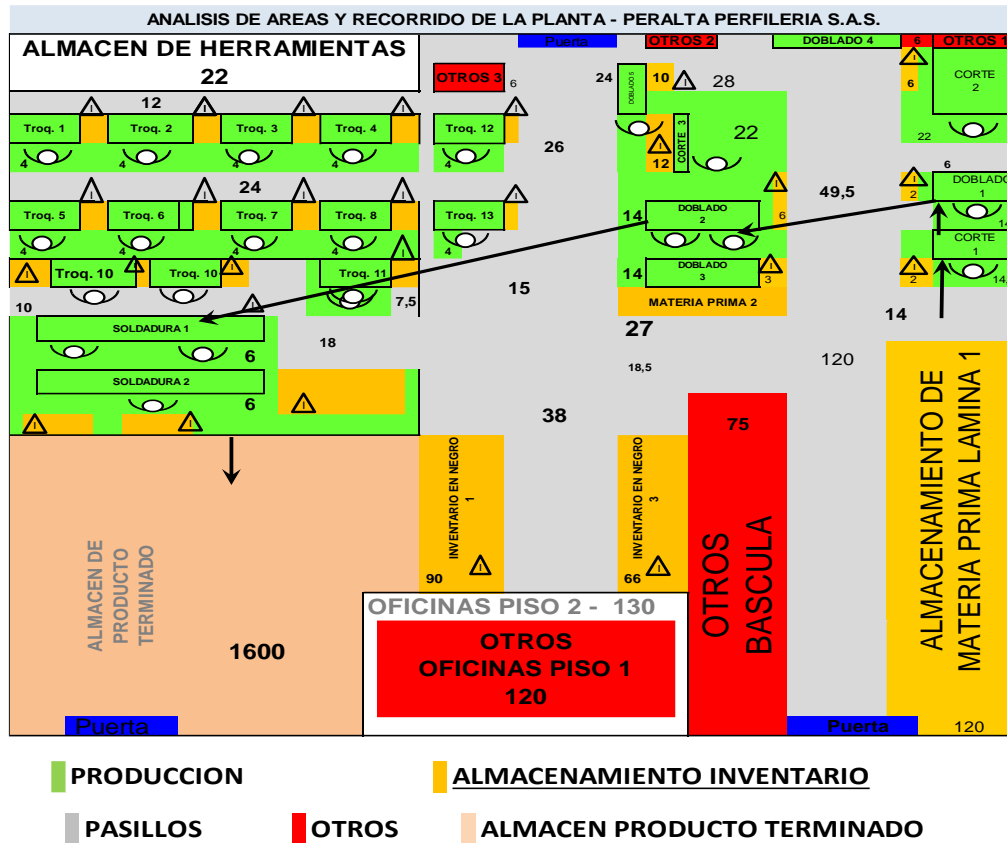 ANALISIS DE AREAS Y RECORRIDO DE LA PLANTA - PERALTA PERFILERIA S.A.S.
ALMACEN DE HERRAMIENTAS
22
Puerta
OTROS 2
DOBLADO 4
6
OTROS 1
OTROS 3
6
24
DOBLADO 5
10
28
6
CORTE
2
22
12
Troq. 1
Troq. 2
Troq. 3
Troq. 4
Troq. 12
4
4
4
4
4
26
12
CORTE 3
22
6
24
49,5
2
DOBLADO
1
14
Troq. 5
Troq. 6
Troq. 7
Troq. 8
Troq. 13
4
4
4
4
4
14
DOBLADO
2
6
CORTE
1
2
14,
Troq. 10
Troq. 10
Troq. 11
14
DOBLADO
3
3
10
7,5
15
MATERIA PRIMA 2
14
SOLDADURA 1
6
18
27
18,5
120
SOLDADURA 2
6
38
75
ALMACENAMIENTO DE
MATERIA PRIMA LAMINA 1
120
INVENTARIO EN NEGRO
1
90
INVENTARIO EN NEGRO
3
66
OTROS
BASCULA
ALMACEN DE
PRODUCTO
TERMINADO
1600
OFICINAS PISO 2 - 130
OTROS
OFICINAS PISO 1
120
Puerta
Puerta
PRODUCCION
ALMACENAMIENTO INVENTARIO
PASILLOS
OTROS
ALMACEN PRODUCTO TERMINADO